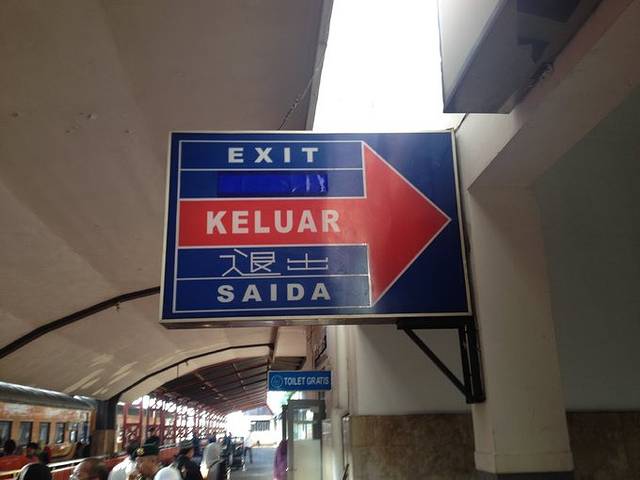 EXIT
KELUAR
退出
SAIDA
TOILET GRATIS